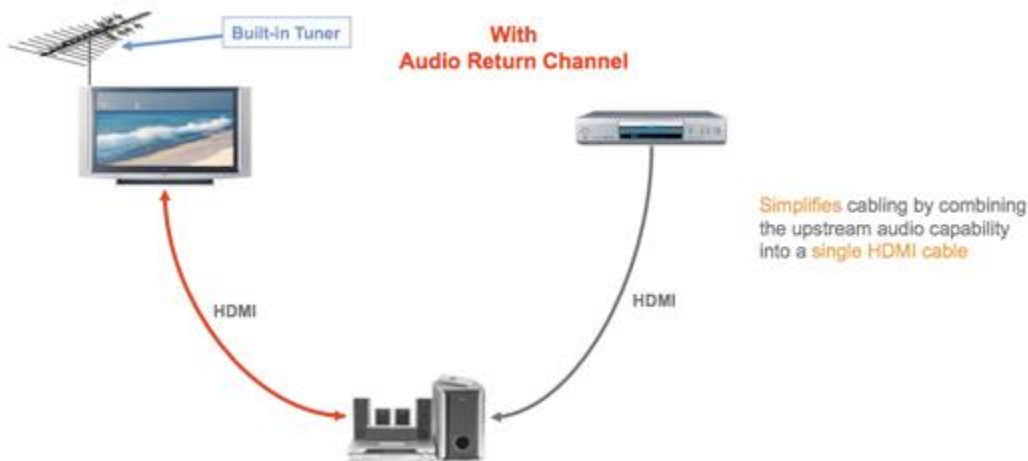 Built-in Tuner
With
Audio Return Channel
Simplifies cabling by combining
the upstream audio capability
into a single HDMI cable
HDMI
HDMI